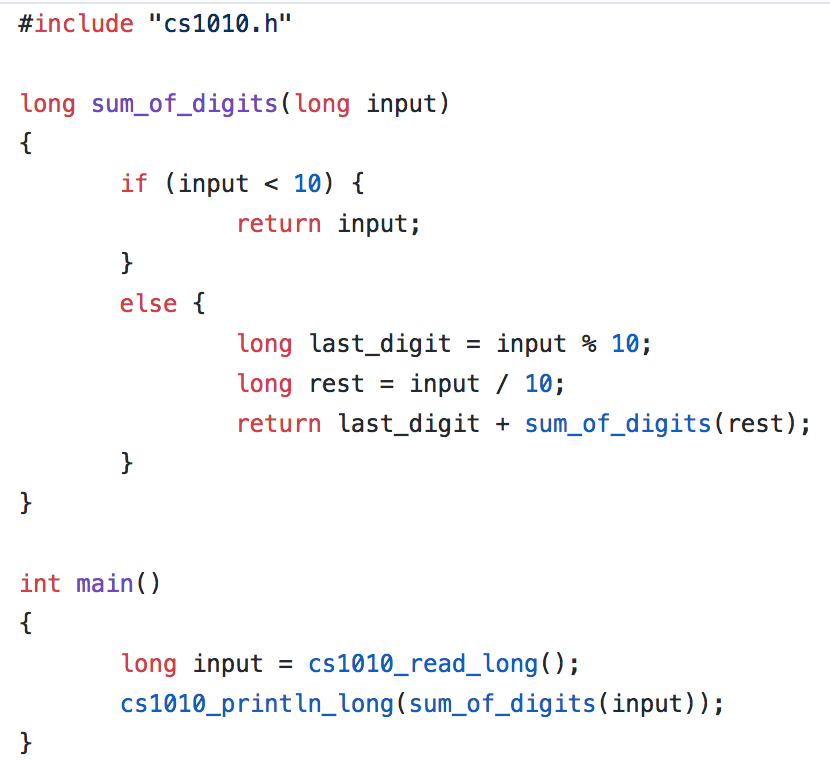 #include "cs1010.h"

long sum_of_digits(long input)
{
        if (input < 10) {
                return input;
        }
        else {
                long last_digit = input % 10;
                long rest = input / 10;
                return last_digit + sum_of_digits(rest);
        }
}

int main()
{
        long input = cs1010_read_long();
        cs1010_println_long(sum_of_digits(input));
}